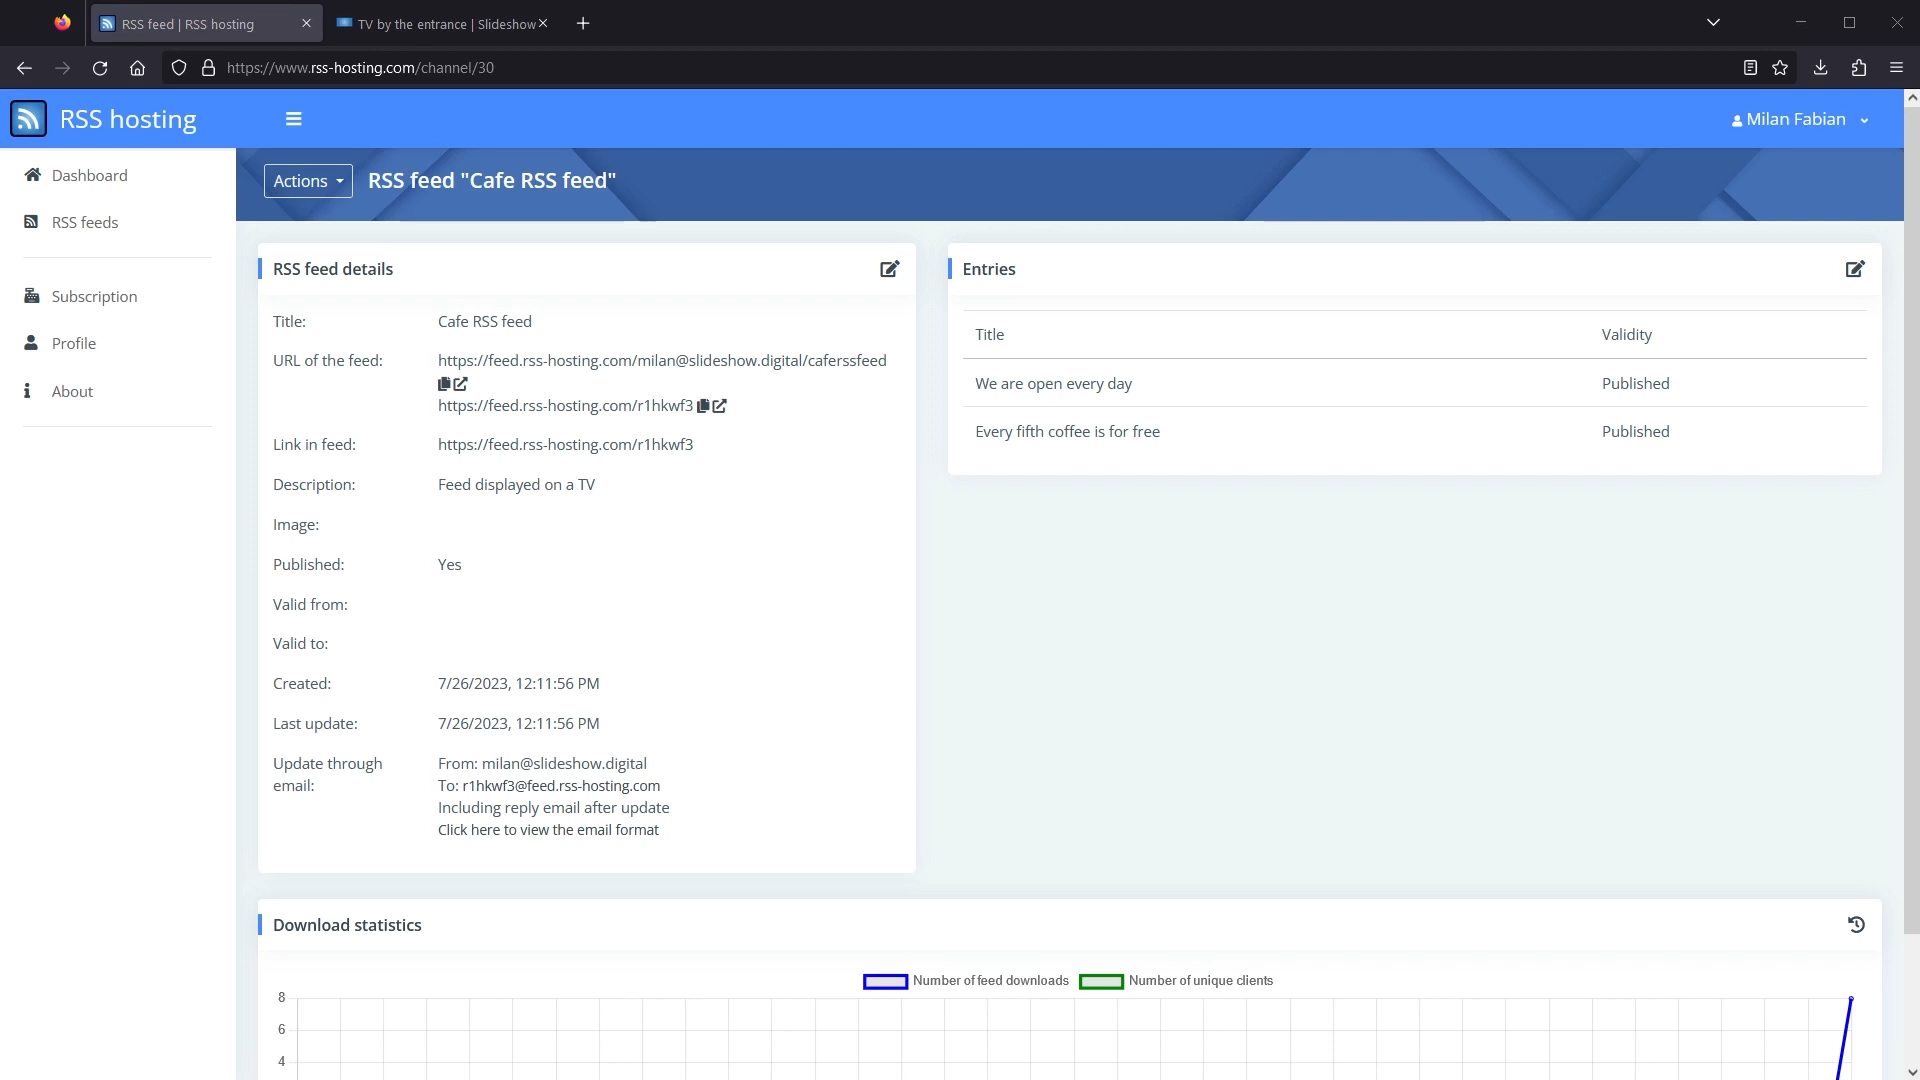 RSS feed | RSS hosting
TV by the entrance | Slideshow
https://www.rss-hosting.com/channel/30
RSS hosting
Milan Fabian
Dashboard
RSS feeds
Subscription
Profile
About
Actions
RSS feed "Cafe RSS feed"
RSS feed details
Title: Cafe RSS feed
URL of the feed: https://feed.rss-hosting.com/milan@slideshow.digital/caferssfeed
https://feed.rss-hosting.com/r1hkwf3
Link in feed: https://feed.rss-hosting.com/r1hkwf3
Description: Feed displayed on a TV
Image:
Published: Yes
Valid from:
Valid to:
Created: 7/26/2023, 12:11:56 PM
Last update: 7/26/2023, 12:11:56 PM
Update through From: milan@slideshow.digital
email: To: r1hkwf3@feed.rss-hosting.com
Including reply email after update
Click here to view the email format
Entries
Title Validity
We are open every day Published
Every fifth coffee is for free Published
Download statistics
Number of feed downloads Number of unique clients
8
6
4